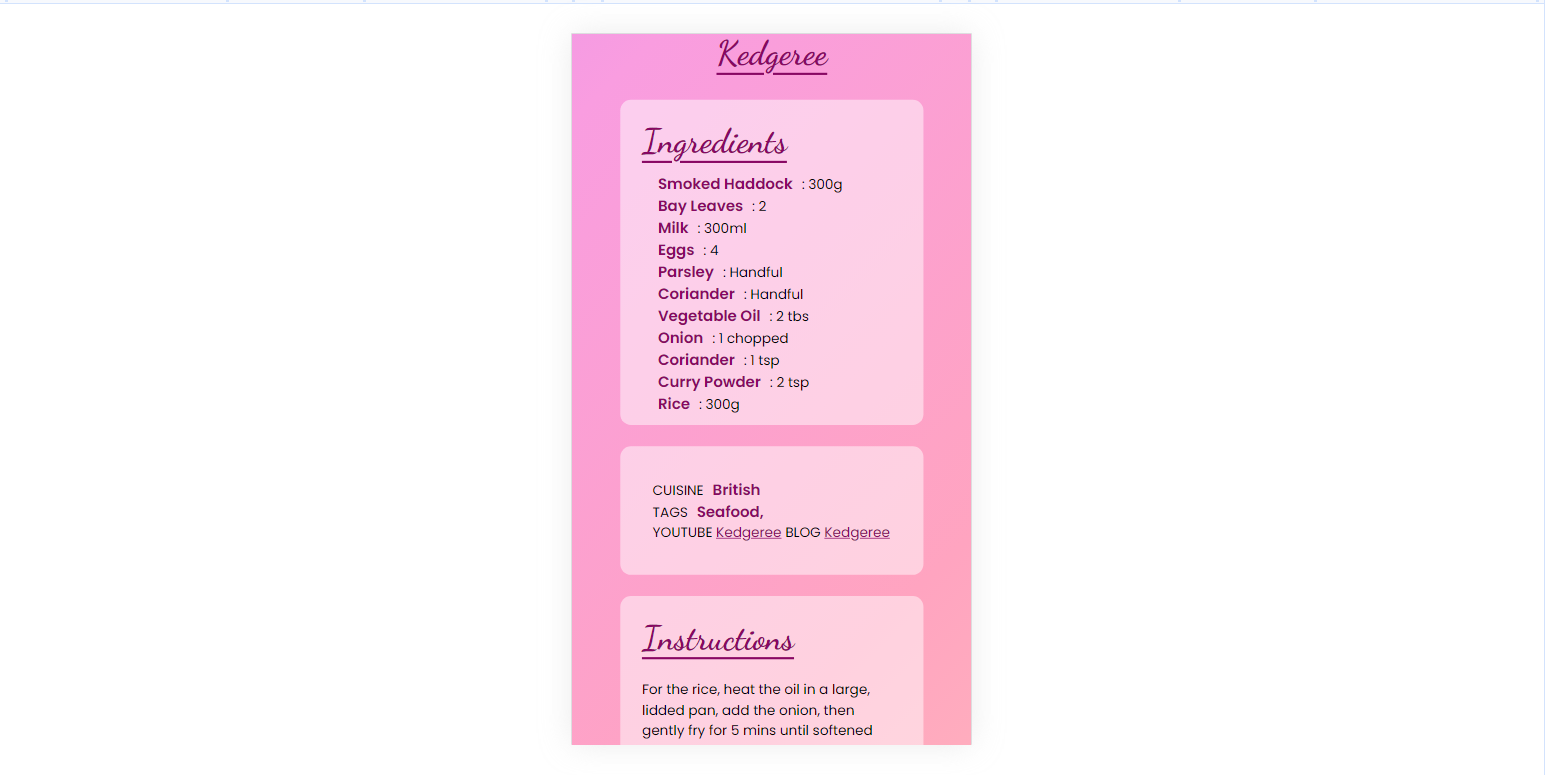 Kedgeree
Ingredients
Smoked Haddock : 300g
Bay Leaves : 2
Milk : 300ml
Eggs : 4
Parsley : Handful
Coriander : Handful
Vegetable Oil : 2 tbs
Onion : 1 chopped
Coriander : 1 tsp
Curry Powder : 2 tsp
Rice : 300g
CUISINE British
TAGS Seafood,
YOUTUBE Kedgeree BLOG Kedgeree
Instructions
For the rice, heat the oil in a large,
lidded pan, add the onion, then
gently fry for 5 mins until softened